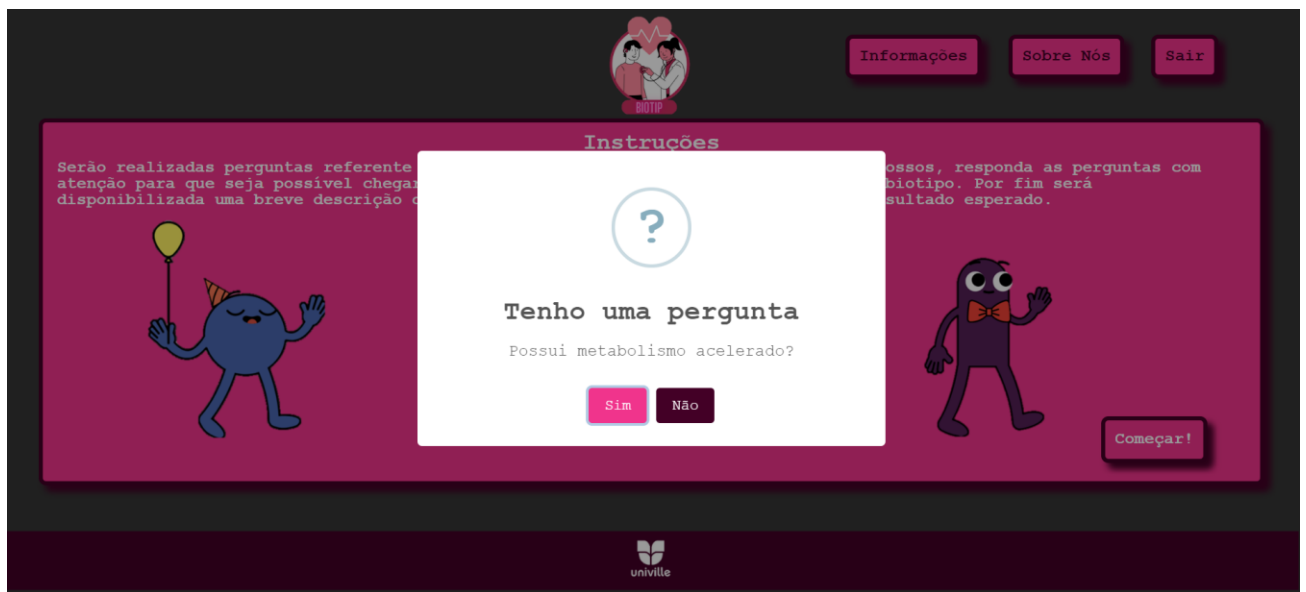 BIOTIP
Informações
Sobre Nós
Sair
Instruções
Serão realizadas perguntas referente ossos, responda as perguntas com
atenção para que seja possível chegar biotipo. Por fim será
disponibilizada uma breve descrição sultado esperado.
?
Tenho uma pergunta
Possui metabolismo acelerado?
Sim
Não
Começar!
univille